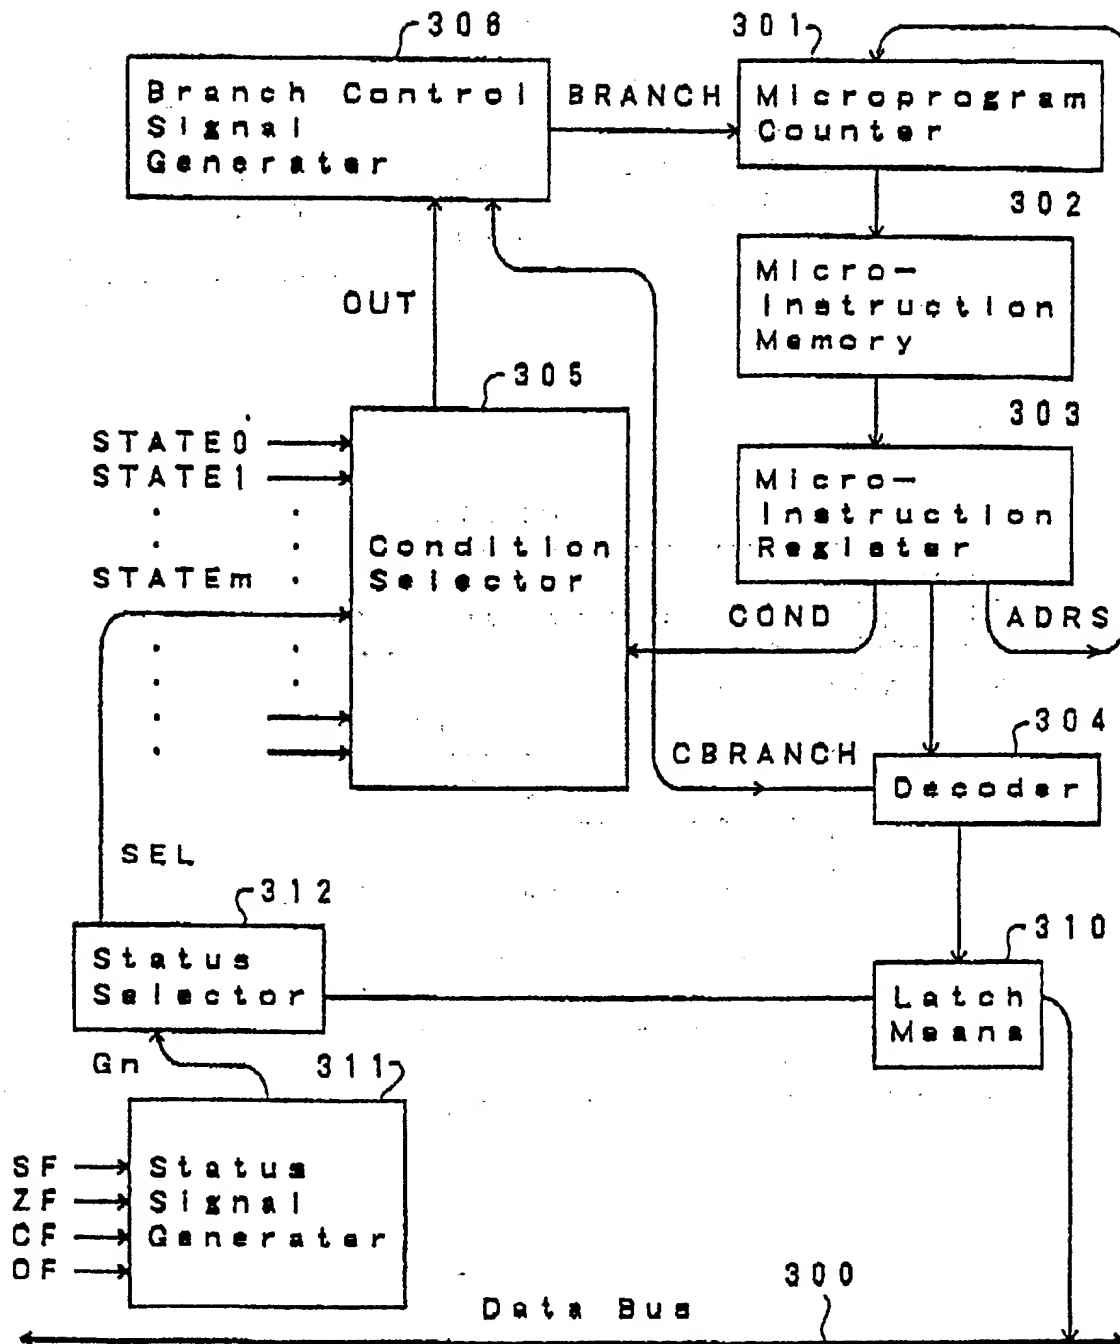 308
301
Branch Control
Signal
Generater
BRANCH
Microprogram
Counter
302
Micro-
Instruction
Memory
OUT
305
303
STATE0
STATE1
STATEm
Condition
Selector
Micro-
Instruction
Register
COND
ADRS
304
CBRANCH
Decoder
SEL
312
310
Status
Selector
Latch
Means
Gn
311
SF
ZF
CF
OF
Status
Signal
Generater
300
Data Bus